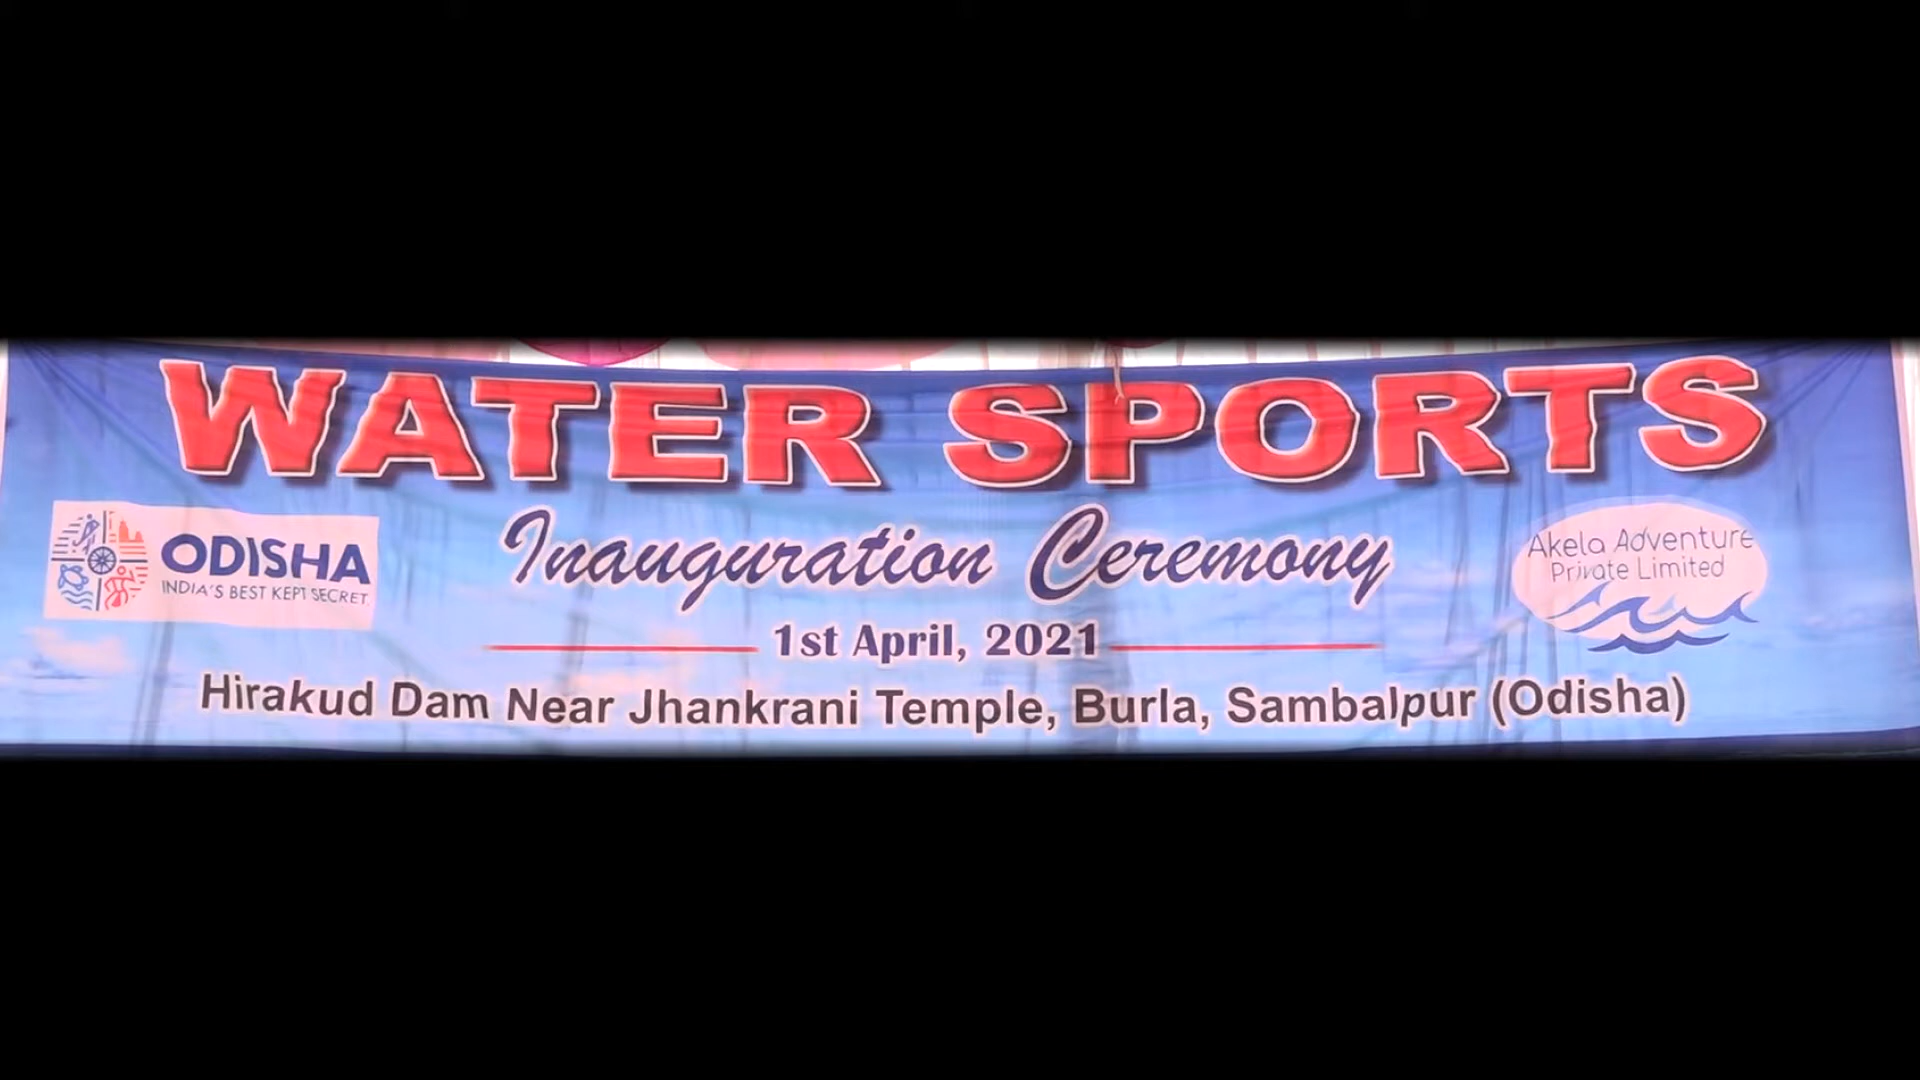 WATER SPORTS
ODISHA
INDIA'S BEST KEPT SECRET.
Inauguration Ceremony
Akela Adventure
Private Limited
1st April, 2021
Hirakud Dam Near Jhankrani Temple, Burla, Sambalpur (Odisha)